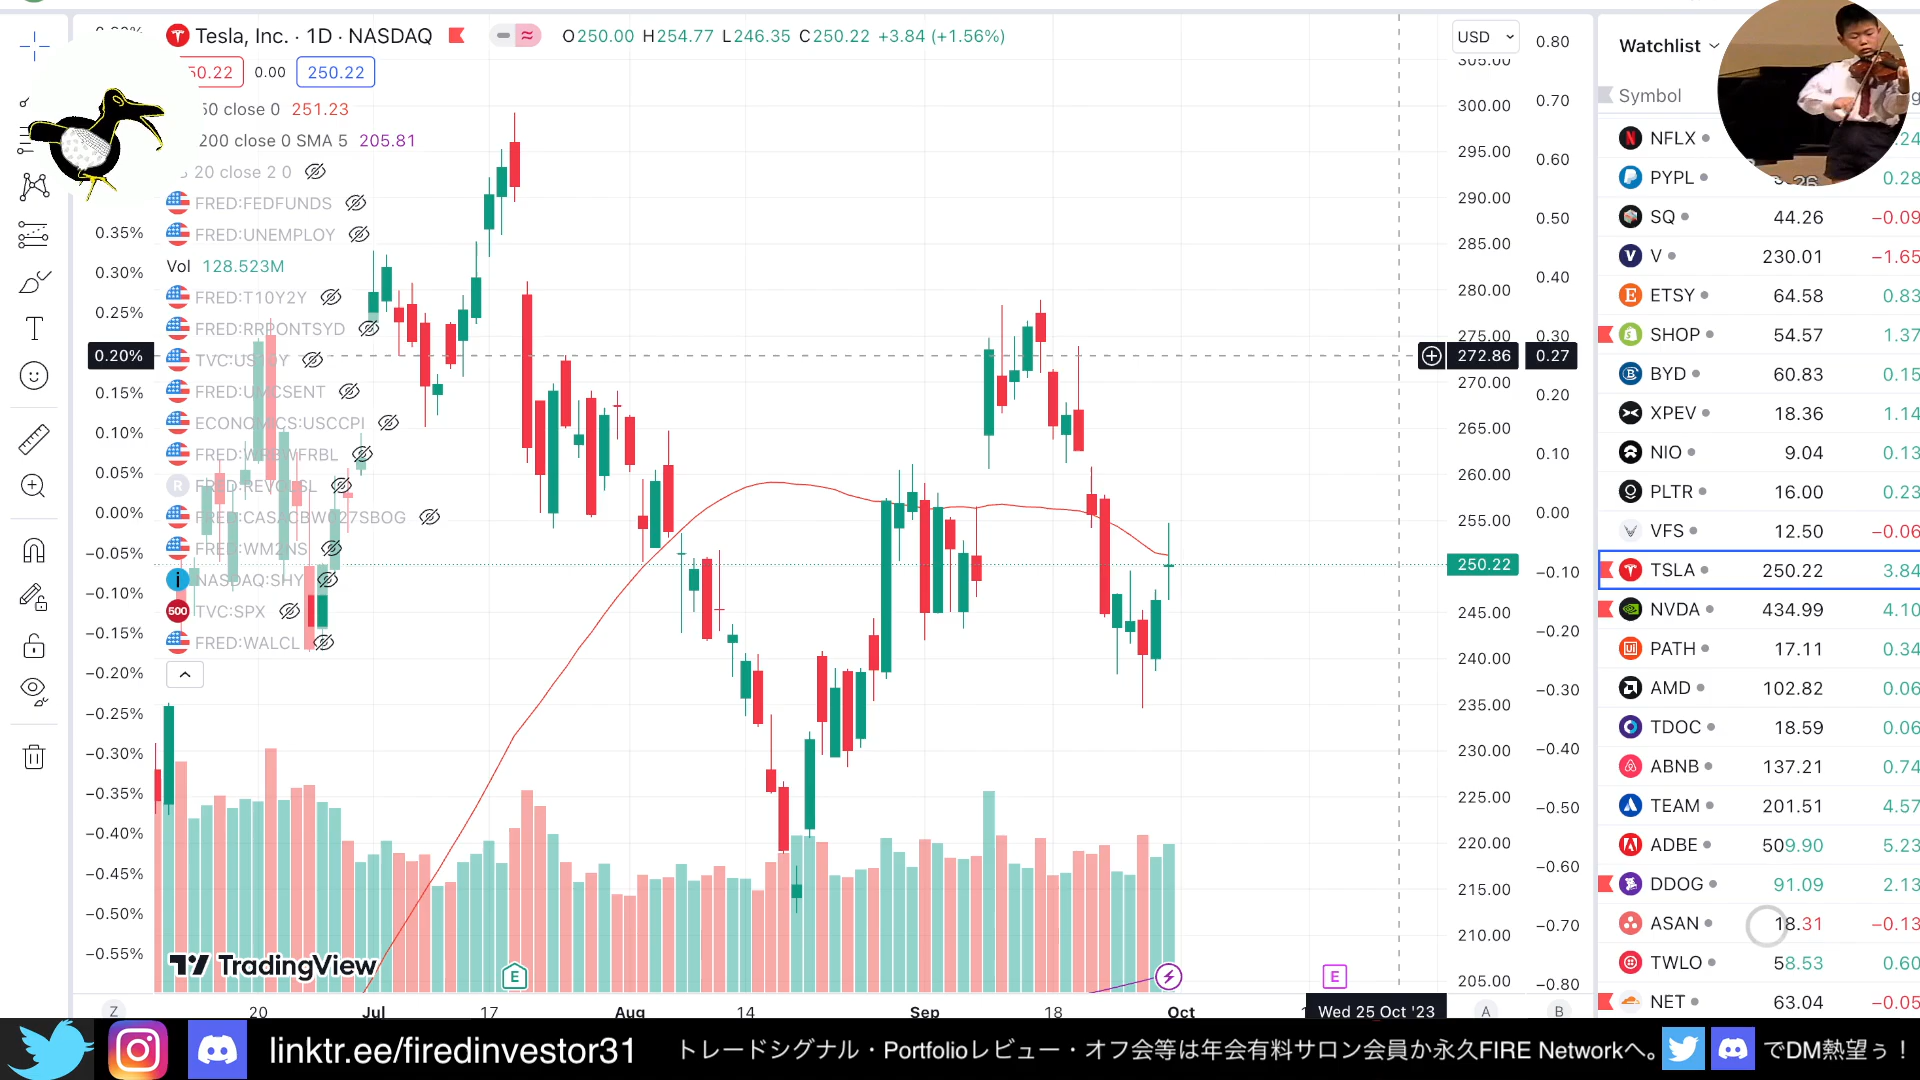 Tesla, Inc. · 1D · NASDAQ
O250.00 H254.77 L246.35 C250.22 +3.84 (+1.56%)
50.22 0.00 250.22
50 close 0 251.23
200 close 0 SMA 5 205.81
20 close 2 0
FRED:FEDFUNDS
FRED:UNEMPLOY
Vol 128.523M
FRED:T10Y2Y
FRED:RRPONTSYD
FRED:UMCSENT
ECONOMICS:USCCPI
FRED:WM2NS
NASDAQ:SHY
500 TVC:SPX
FRED:WALCL
TradingView
0.35%
0.30%
0.25%
0.20%
0.15%
0.10%
0.05%
0.00%
−0.05%
−0.10%
−0.15%
−0.20%
−0.25%
−0.30%
−0.35%
−0.40%
−0.45%
−0.50%
−0.55%
USD
300.00
295.00
290.00
285.00
280.00
275.00
272.86
270.00
265.00
260.00
255.00
250.22
245.00
240.00
235.00
230.00
225.00
220.00
215.00
210.00
205.00
0.80
0.70
0.60
0.50
0.40
0.30
0.27
0.20
0.10
0.00
−0.10
−0.20
−0.30
−0.40
−0.50
−0.60
−0.70
−0.80
E E
Z 20 Jul 17 Aug 14 Sep 18 Oct Wed 25 Oct '23 A B
Watchlist
Symbol
NFLX
PYPL 0.28
SQ 44.26 −0.09
V 230.01 −1.65
ETSY 64.58 0.83
SHOP 54.57 1.37
BYD 60.83 0.15
XPEV 18.36 1.14
NIO 9.04 0.13
PLTR 16.00 0.23
VFS 12.50 −0.06
TSLA 250.22 3.84
NVDA 434.99 4.10
PATH 17.11 0.34
AMD 102.82 0.06
TDOC 18.59 0.06
ABNB 137.21 0.74
TEAM 201.51 4.57
ADBE 509.90 5.23
DDOG 91.09 2.13
ASAN 18.31 −0.13
TWLO 58.53 0.60
NET 63.04 −0.05
linktr.ee/firedinvestor31 トレードシグナル・Portfolioレビュー・オフ会等は年会有料サロン会員か永久FIRE Networkへ。 でDM熱望ぅ！